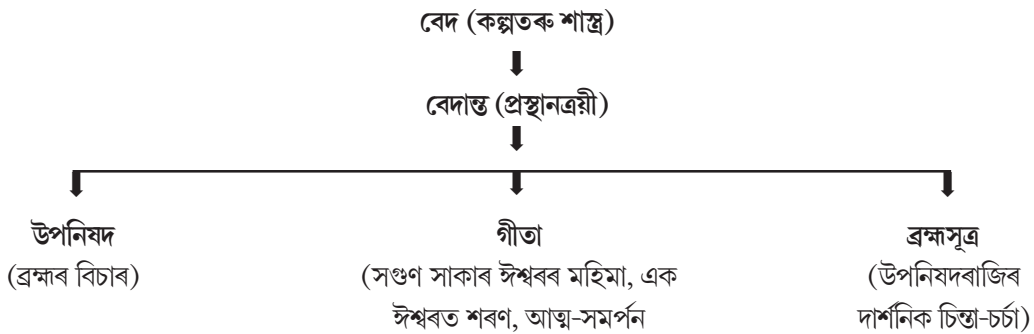 বেদ (কল্পতৰু শাস্ত্ৰ)
বেদান্ত (প্ৰস্থানত্ৰয়ী)
উপনিষদ
(ব্ৰহ্মৰ বিচাৰ)
গীতা
(সগুণ সাকাৰ ঈশ্বৰৰ মহিমা, এক
ঈশ্বৰত শৰণ, আত্ম-সমৰ্পন
ব্ৰহ্মসূত্ৰ
(উপনিষদৰাজিৰ
দাৰ্শনিক চিন্তা-চৰ্চা)